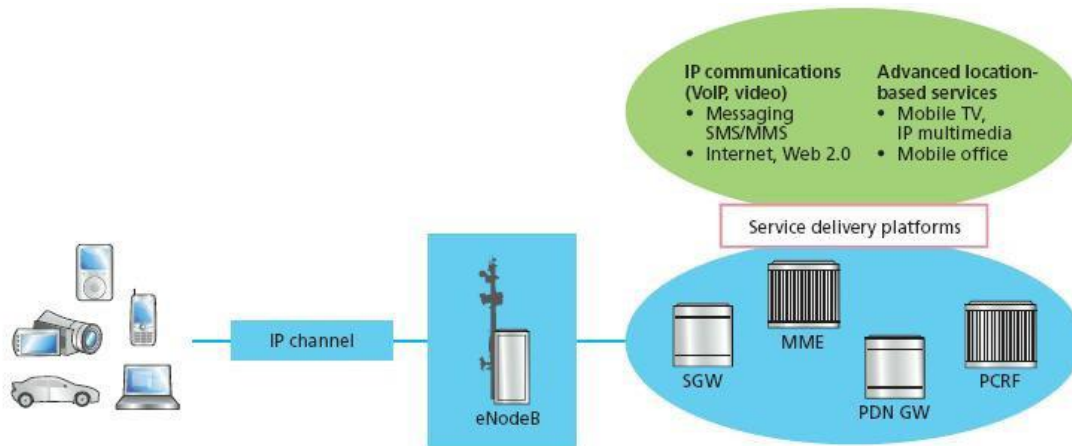 IP communications
(VoIP, video)
• Messaging
SMS/MMS
• Internet, Web 2.0
Advanced location-
based services
• Mobile TV,
IP multimedia
• Mobile office
Service delivery platforms
IP channel
eNodeB
SGW
MME
PDN GW
PCRF